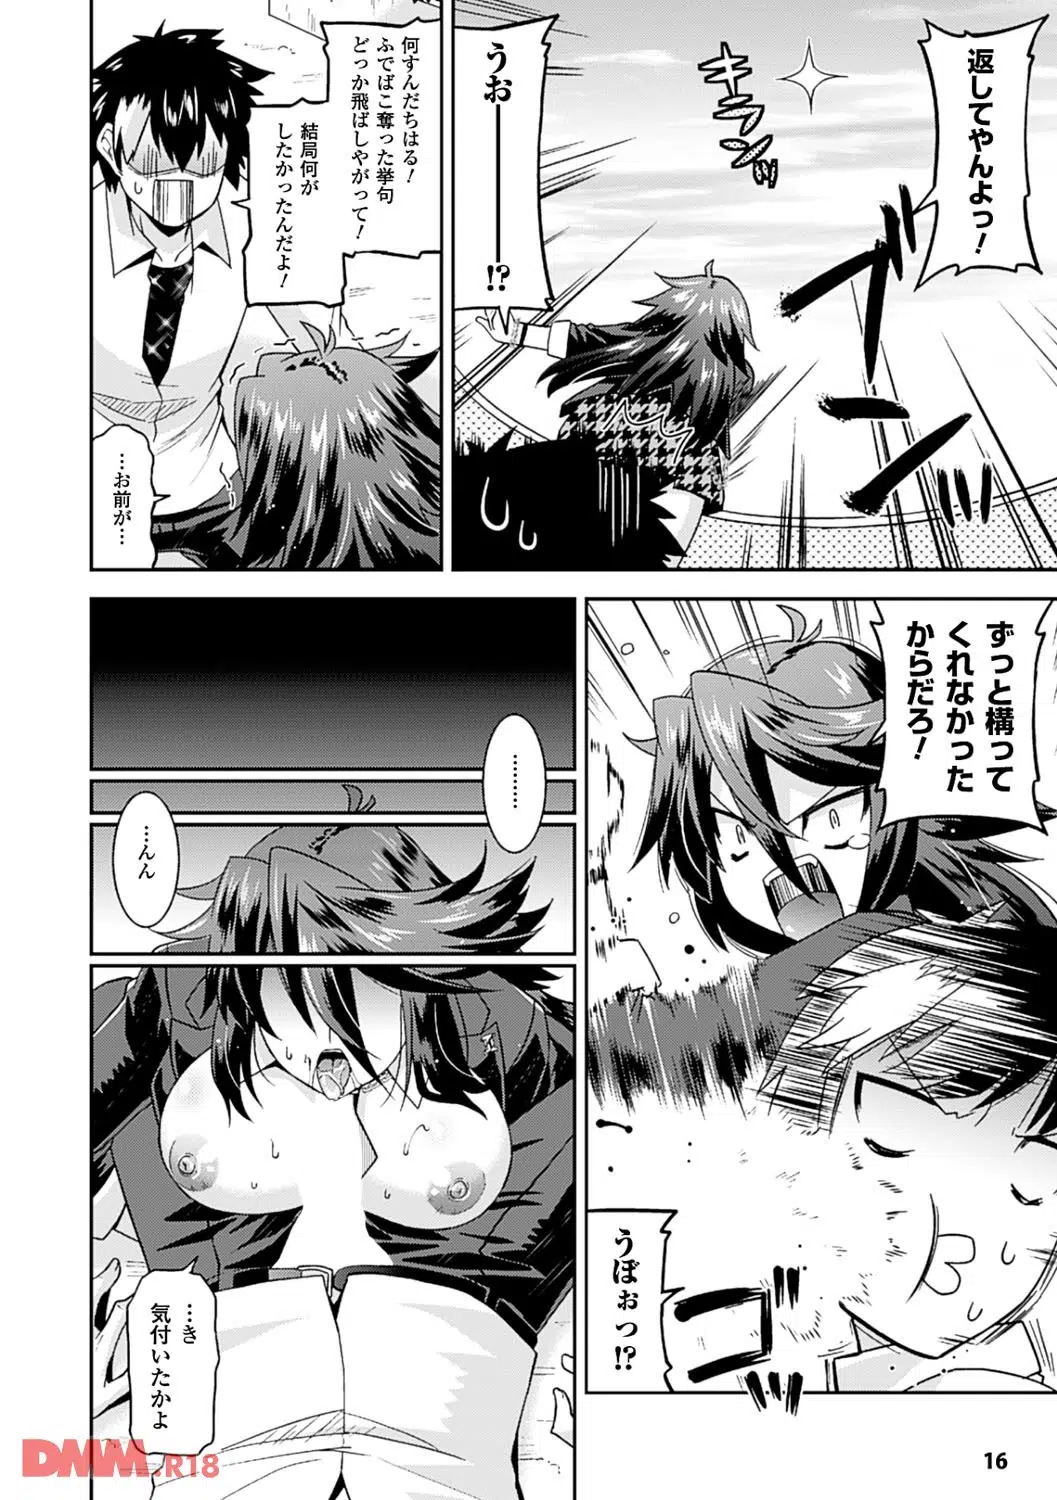 返してやんよっ！
キラン
ブン
うお――――!?
何すんだちはる！
ふでばこ奪った挙句
どっか飛ばしやがって！
結局何が
したかったんだよ！
…お前が…
ずっと構って
くれなかった
からだろ！
うぼぉっ!?
………
…んん
…き
気付いたかよ
16
DMM.R18